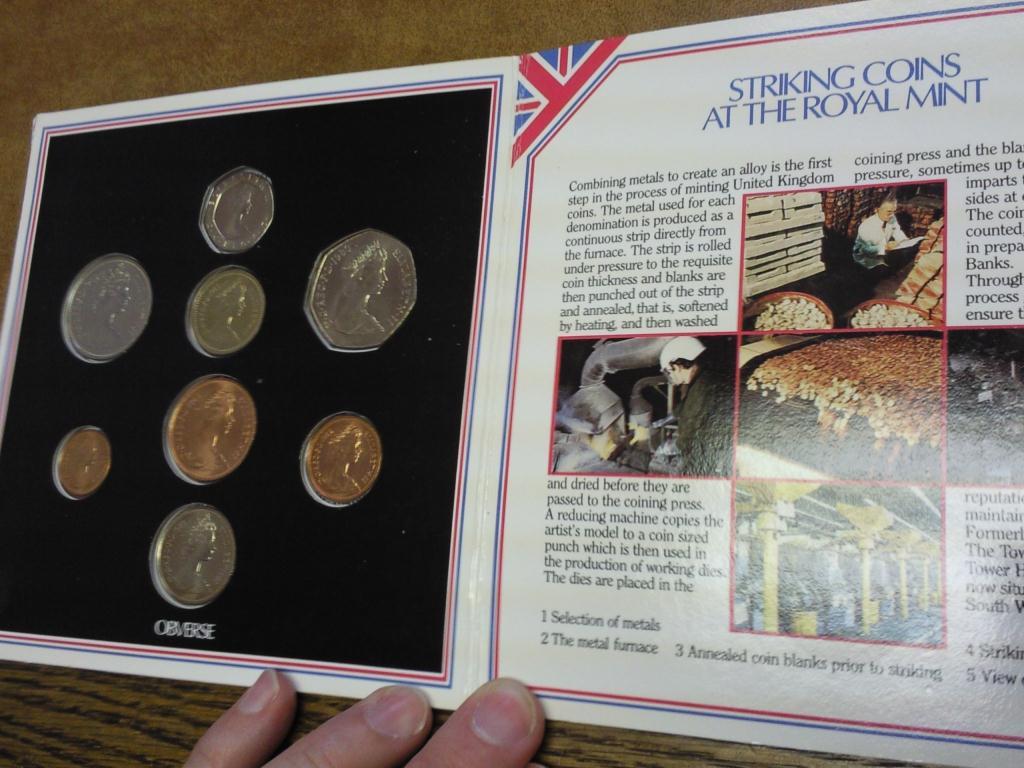 STRIKING COINS
AT THE ROYAL MINT
Combining metals to create an alloy is the first
step in the process of minting United Kingdom
coins. The metal used for each
denomination is produced as a
continuous strip directly from
the furnace. The strip is rolled
under pressure to the requisite
coin thickness and blanks are
then punched out of the strip
and annealed, that is, softened
by heating, and then washed
and dried before they are
passed to the coining press.
A reducing machine copies the
artist's model to a coin sized
punch which is then used in
the production of working dies.
The dies are placed in the
coining press and the
pressure, sometimes up
imparts
sides at
The
counted,
in
Banks.
Through
process
ensure
The
Tower
now
South
1 Selection of metals
2 The metal furnace
3 Annealed coin blanks prior to striking
4
5 View
OBVERSE